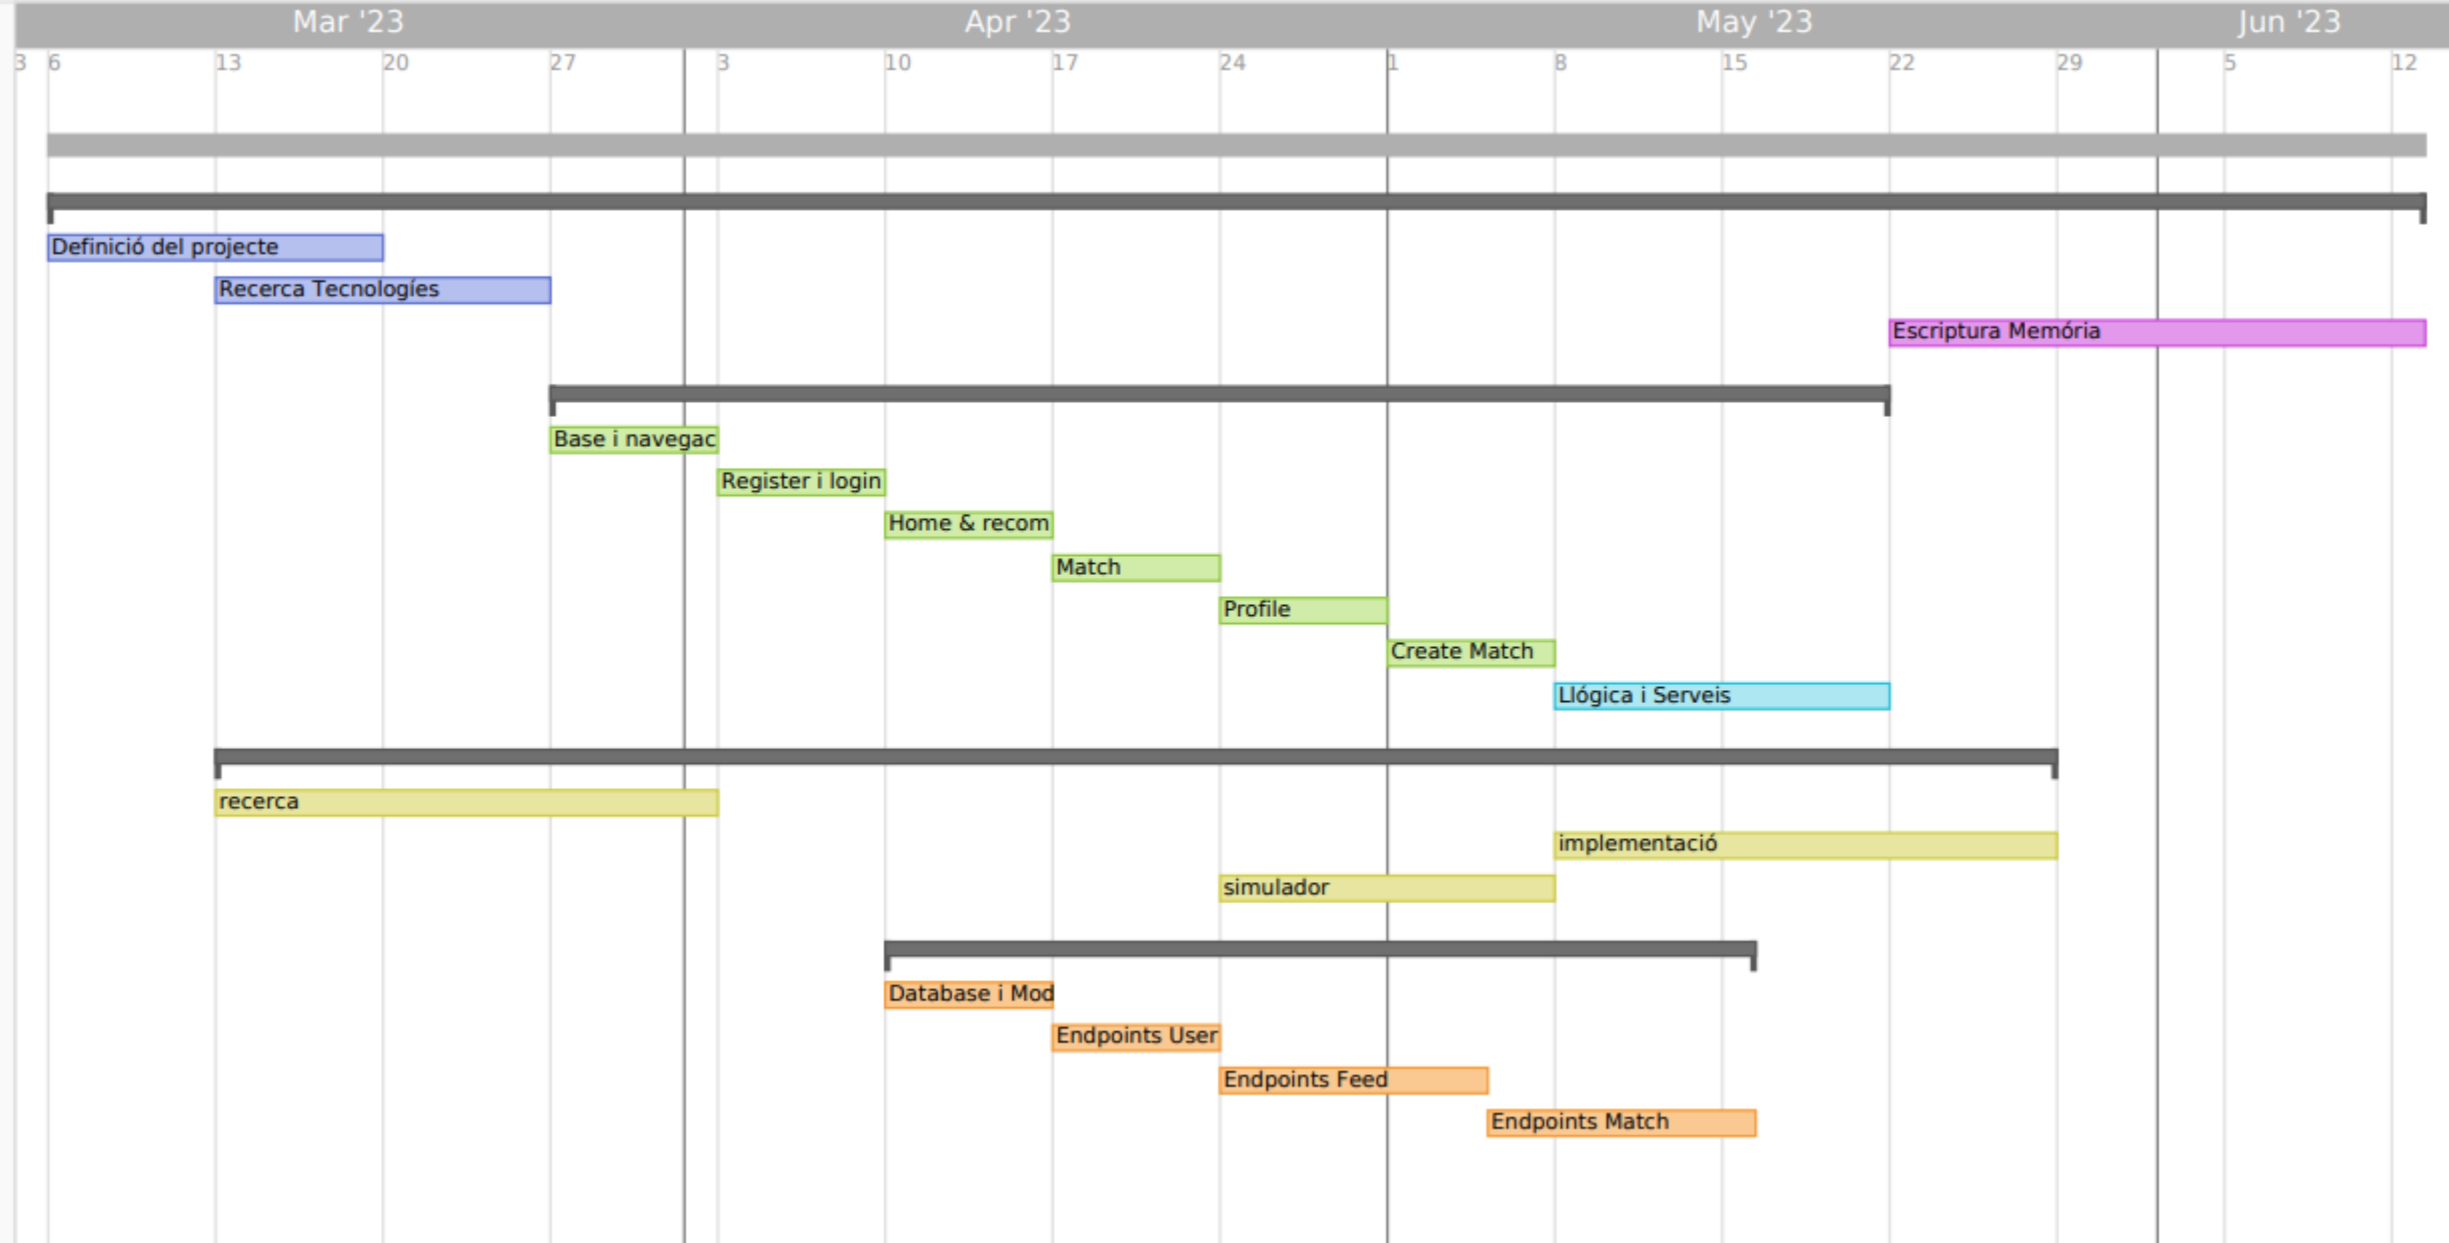 Mar '23 Apr '23 May '23 Jun '23
3 6 13 20 27 3 10 17 24 1 8 15 22 29 5 12
Definició del projecte
Recerca Tecnologíes
Escriptura Memória
Base i navegac
Register i login
Home & recom
Match
Profile
Create Match
Llógica i Serveis
recerca
implementació
simulador
Database i Mod
Endpoints User
Endpoints Feed
Endpoints Match